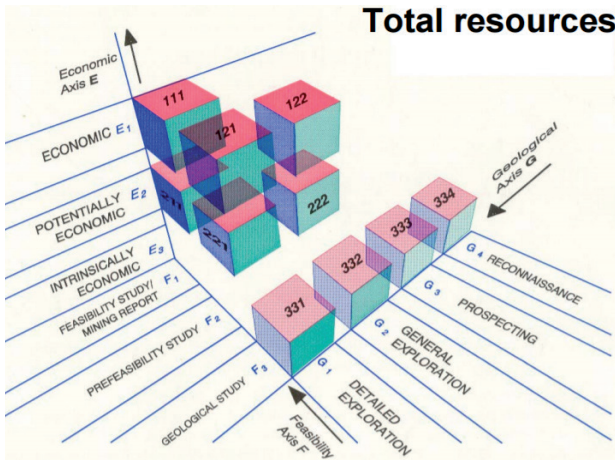 Total resources
Economic
Axis E
111
122
121
211
222
221
ECONOMIC E1
POTENTIALLY
ECONOMIC
E2
INTRINSICALLY
ECONOMIC
E3
FEASIBILITY STUDY/
MINING REPORT
F1
PREFEASIBILITY STUDY F2
GEOLOGICAL STUDY F3
Geological
Axis G
334
333
332
331
G4 RECONNAISSANCE
G3 PROSPECTING
G2 GENERAL
EXPLORATION
G1 DETAILED
EXPLORATION
Feasibility
Axis F